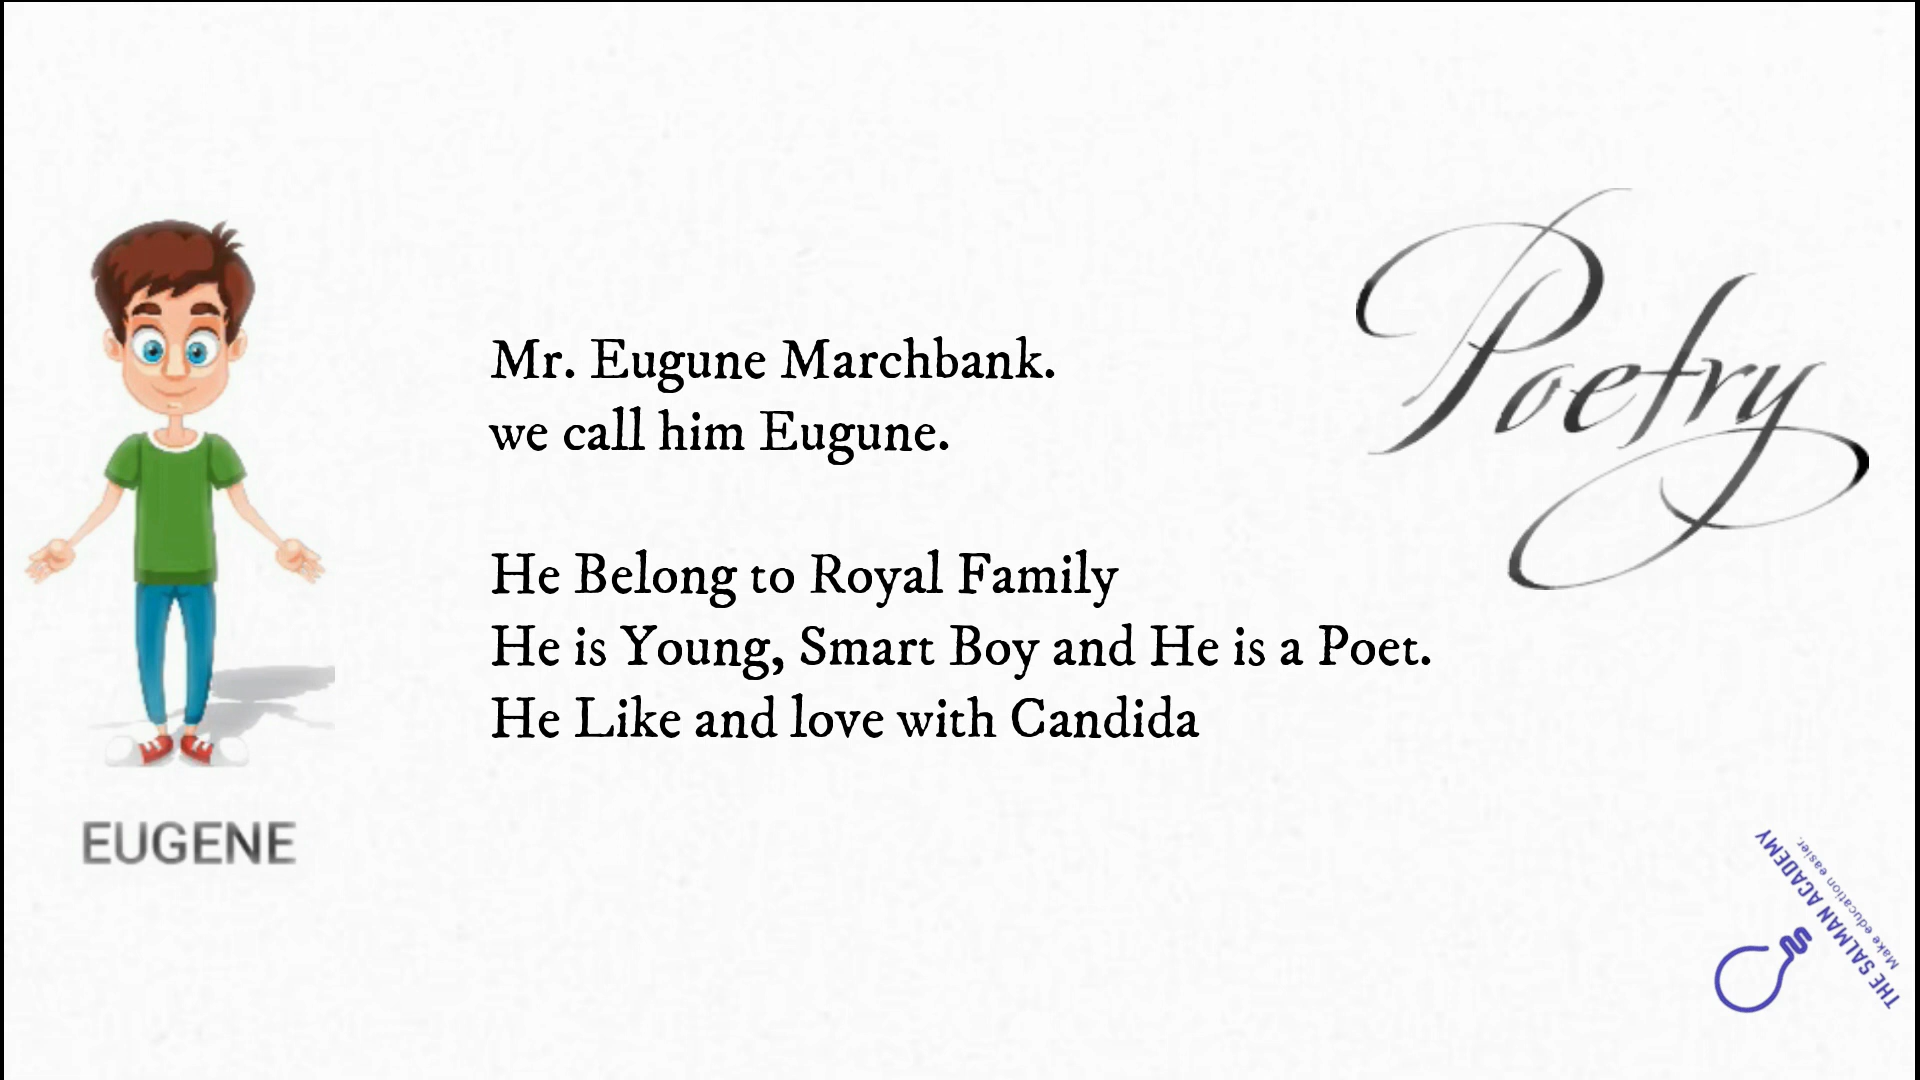 Poetry
Mr. Eugune Marchbank.
we call him Eugune.
He Belong to Royal Family
He is Young, Smart Boy and He is a Poet.
He Like and love with Candida
EUGENE
THE SALMAN ACADEMY
Make education easier.